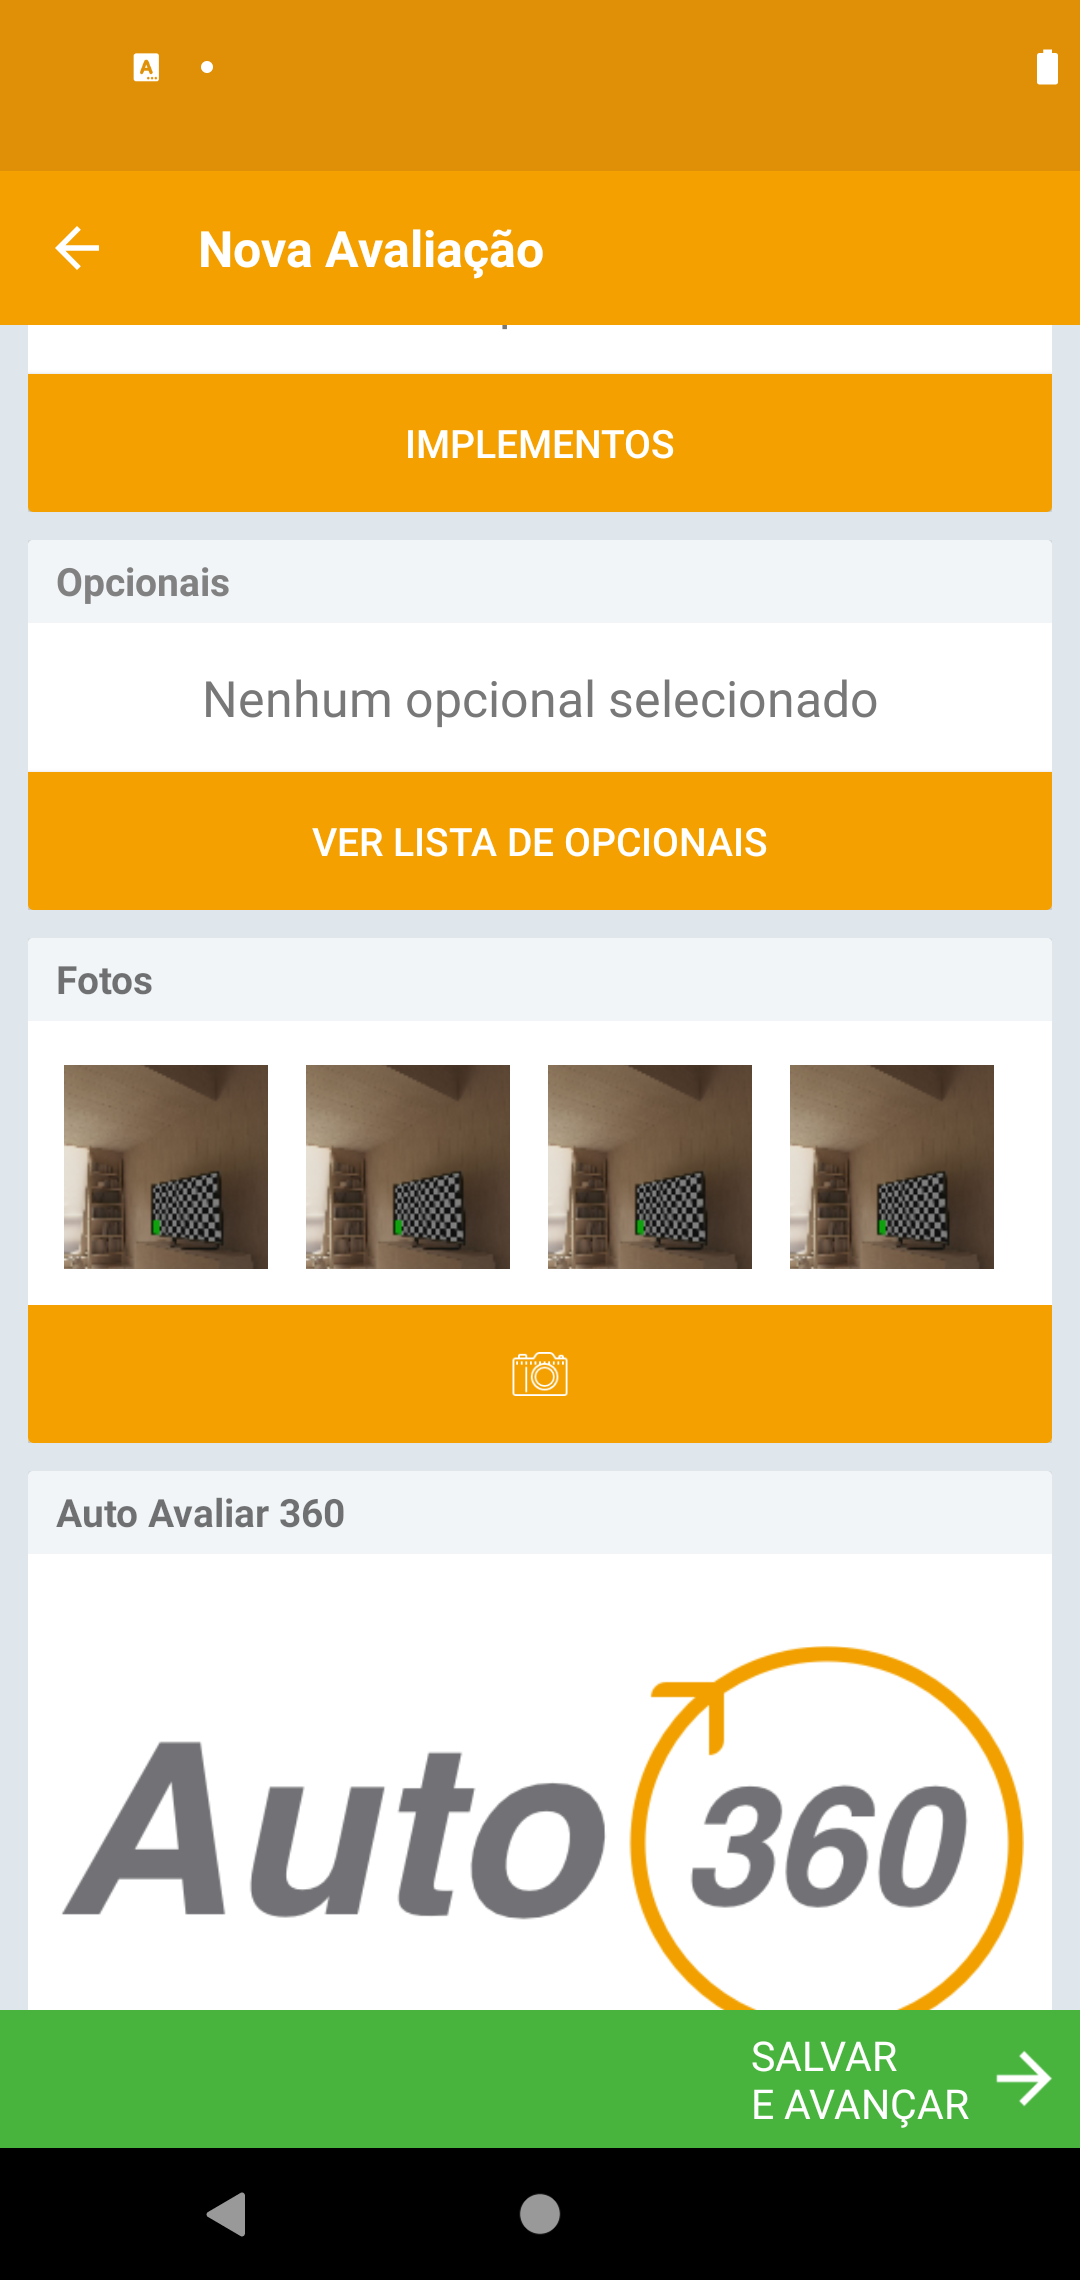 Nova Avaliação
IMPLEMENTOS
Opcionais
Nenhum opcional selecionado
VER LISTA DE OPCIONAIS
Fotos
Auto Avaliar 360
Auto 360
SALVAR
E AVANÇAR